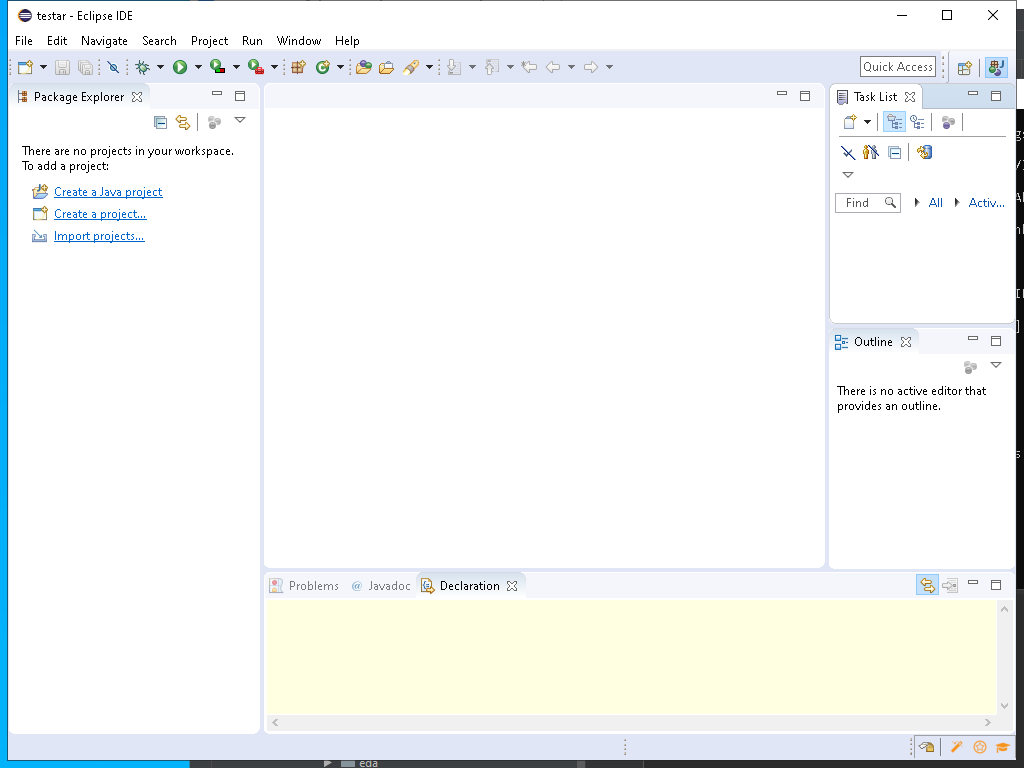 testar - Eclipse IDE
File Edit Navigate Search Project Run Window Help
Quick Access
Package Explorer
There are no projects in your workspace.
To add a project:
Create a Java project
Create a project...
Import projects...
Task List
Find All Activ...
Outline
There is no active editor that
provides an outline.
Problems @ Javadoc Declaration
eda